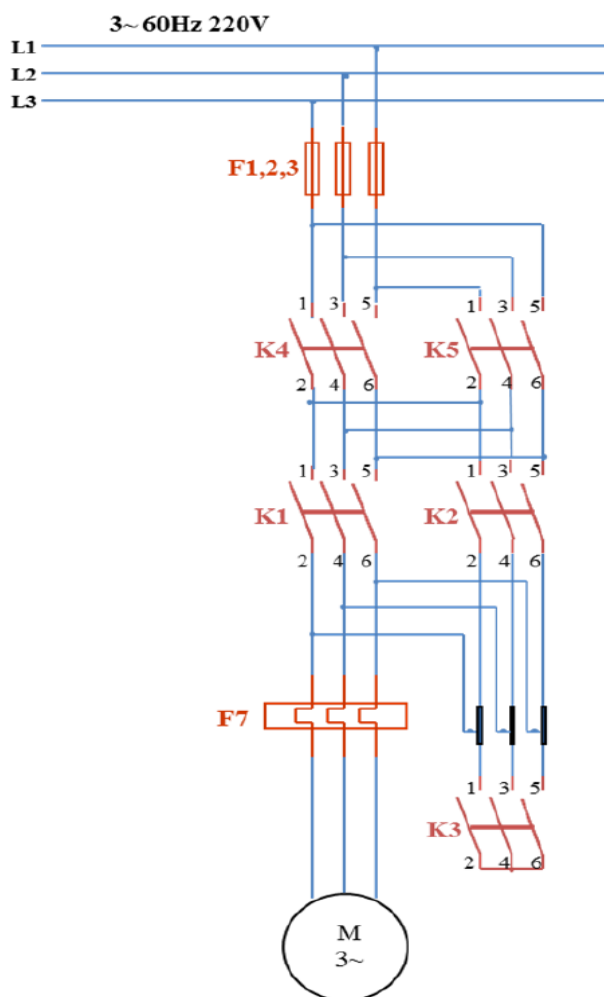 3~ 60Hz 220V
L1
L2
L3
F1,2,3
1 3 5 1 3 5
K4 K5
2 4 6 2 4 6
1 3 5 1 3 5
K1 K2
2 4 6 2 4 6
F7
1 3 5
K3
2 4 6
M
3~